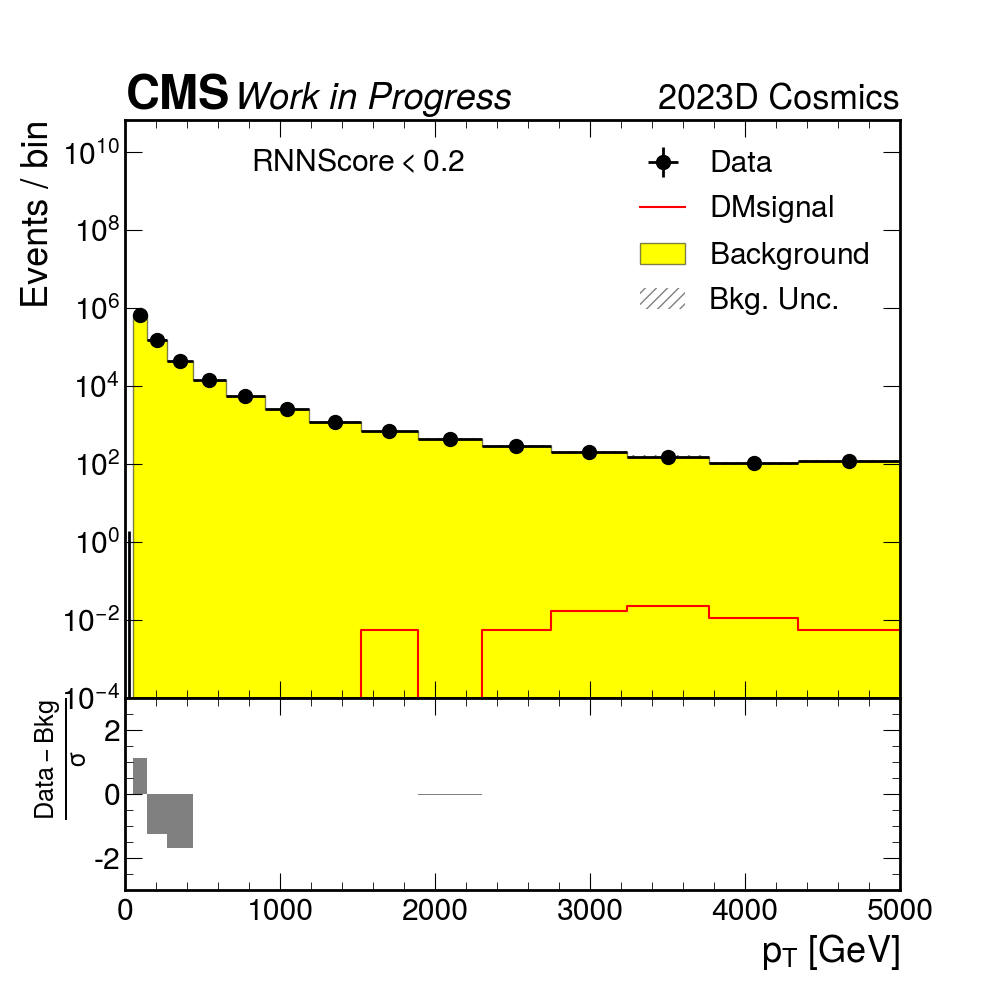 CMS Work in Progress 2023D Cosmics
Events / bin
RNNScore < 0.2
Data
DMsignal
Background
Bkg. Unc.
10^10
10^8
10^6
10^4
10^2
10^0
10^−2
10^−4
Data – Bkg
σ
2
0
-2
0 1000 2000 3000 4000 5000
p_T [GeV]